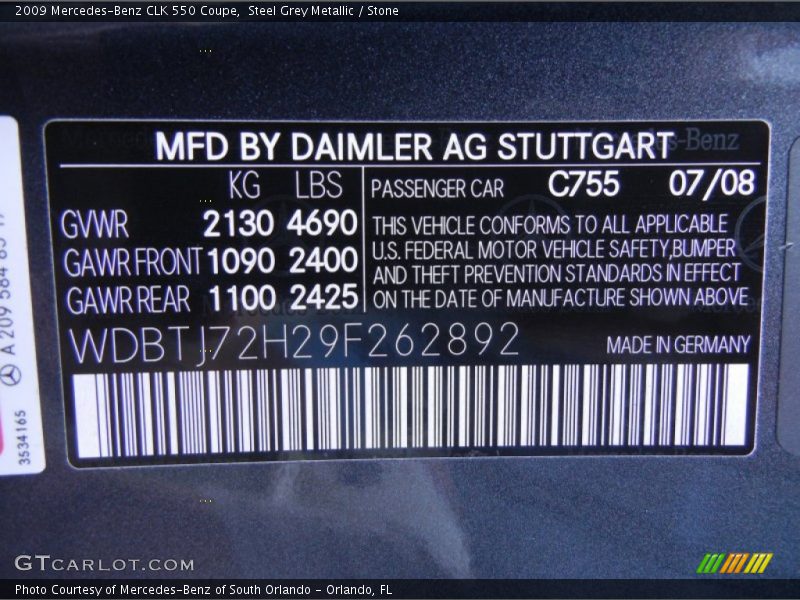 2009 Mercedes-Benz CLK 550 Coupe,  Steel Grey Metallic / Stone
MFD BY DAIMLER AG STUTTGART
KG LBS
GVWR 2130 4690
GAWR FRONT 1090 2400
GAWR REAR 1100 2425
PASSENGER CAR C755 07/08
THIS VEHICLE CONFORMS TO ALL APPLICABLE
U.S. FEDERAL MOTOR VEHICLE SAFETY,BUMPER
AND THEFT PREVENTION STANDARDS IN EFFECT
ON THE DATE OF MANUFACTURE SHOWN ABOVE
WDBTJ72H29F262892
MADE IN GERMANY
A 209 584
3534165
GTCARLOT.COM
Photo Courtesy of Mercedes-Benz of South Orlando - Orlando, FL